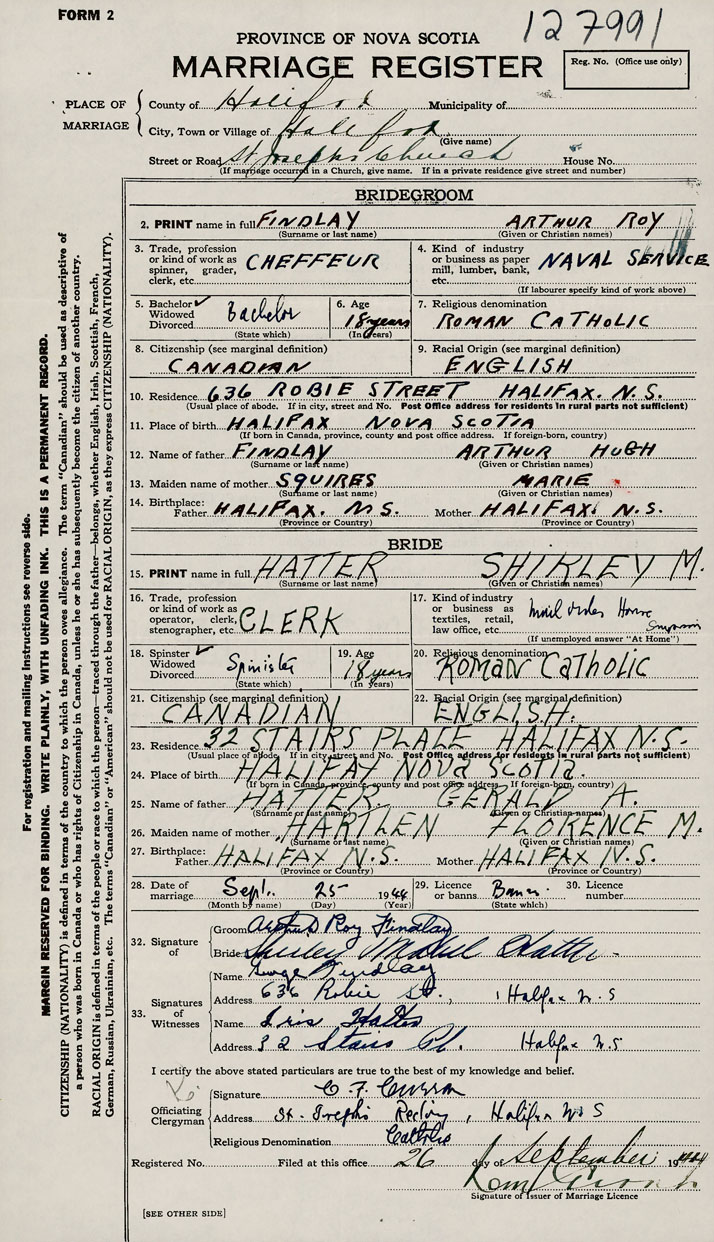 FORM 2
127991
PROVINCE OF NOVA SCOTIA
MARRIAGE REGISTER
Reg. No. (Office use only)
PLACE OF MARRIAGE
County of Halifax Municipality of
City, Town or Village of Halifax
(Give name)
Street or Road St Josephs Church House No.
(If marriage occurred in a Church, give name. If in a private residence give street and number)
BRIDEGROOM
2. PRINT name in full FINDLAY ARTHUR ROY
(Surname or last name) (Given or Christian names)
3. Trade, profession or kind of work as spinner, grader, clerk, etc. CHEFFEUR
4. Kind of industry or business as paper mill, lumber, bank, etc. NAVAL SERVICE
(If labourer specify kind of work above)
5. Bachelor Widowed Divorced Bachelor
(State which)
6. Age 18 years
(In years)
7. Religious denomination
ROMAN CATHOLIC
8. Citizenship (see marginal definition)
CANADIAN
9. Racial Origin (see marginal definition)
ENGLISH
10. Residence 636 ROBIE STREET HALIFAX. N.S.
(Usual place of abode. If in city, street and No. Post Office address for residents in rural parts not sufficient)
11. Place of birth HALIFAX NOVA SCOTIA
(If born in Canada, province, county and post office address. If foreign-born, country)
12. Name of father FINDLAY ARTHUR HUGH
(Surname or last name) (Given or Christian names)
13. Maiden name of mother SQUIRES MARIE
(Surname or last name) (Given or Christian names)
14. Birthplace:
Father HALIFAX. N.S. Mother HALIFAX. N.S.
(Province or Country) (Province or Country)
BRIDE
15. PRINT name in full HATTER SHIRLEY M.
(Surname or last name) (Given or Christian names)
16. Trade, profession or kind of work as operator, clerk, stenographer, etc. CLERK
17. Kind of industry or business as textiles, retail, law office, etc. Mail Order House Simpson
(If unemployed answer "At Home")
18. Spinster Widowed Divorced Spinster
(State which)
19. Age 18 years
(In years)
20. Religious denomination
ROMAN CATHOLIC
21. Citizenship (see marginal definition)
CANADIAN
22. Racial Origin (see marginal definition)
ENGLISH.
23. Residence 32 STAIRS PLACE HALIFAX N.S.
(Usual place of abode. If in city, street and No. Post Office address for residents in rural parts not sufficient)
24. Place of birth HALIFAX NOVA SCOTIA.
(If born in Canada, province, county and post office address. If foreign-born, country)
25. Name of father HATTER GERALD A.
(Surname or last name) (Given or Christian names)
26. Maiden name of mother HARTLEN FLORENCE M.
(Surname or last name) (Given or Christian names)
27. Birthplace:
Father HALIFAX N.S. Mother HALIFAX N.S.
(Province or Country) (Province or Country)
28. Date of marriage Sept. 25 1944
(Month by name) (Day) (Year)
29. Licence or banns Banns
(State which)
30. Licence number
32. Signature of
Groom Arthur Roy Findlay
Bride Shirley Mabel Hatter
33. Signatures of Witnesses
Name George Findlay
Address 636 Robie St., Halifax N.S
Name Iris Hatter
Address 32 Stairs Pl. Halifax N.S
I certify the above stated particulars are true to the best of my knowledge and belief.
Officiating Clergyman
Signature C. F. Curran
Address St. Joseph's Rectory, Halifax N S
Religious Denomination Catholic
Registered No. Filed at this office 26 day of September 1944
Signature of Issuer of Marriage Licence
[SEE OTHER SIDE]
For registration and mailing instructions see reverse side.
MARGIN RESERVED FOR BINDING. WRITE PLAINLY, WITH UNFADING INK. THIS IS A PERMANENT RECORD.
CITIZENSHIP (NATIONALITY) is defined in terms of the country to which the person owes allegiance. The term "Canadian" should be used as descriptive of
a person who was born in Canada or who has rights of Citizenship in Canada, unless he or she has subsequently become the citizen of another country.
RACIAL ORIGIN is defined in terms of the people or race to which the person—traced through the father—belongs, whether English, Irish, Scottish, French,
German, Russian, Ukrainian, etc. The terms "Canadian" or "American" should not be used for RACIAL ORIGIN, as they express CITIZENSHIP (NATIONALITY).